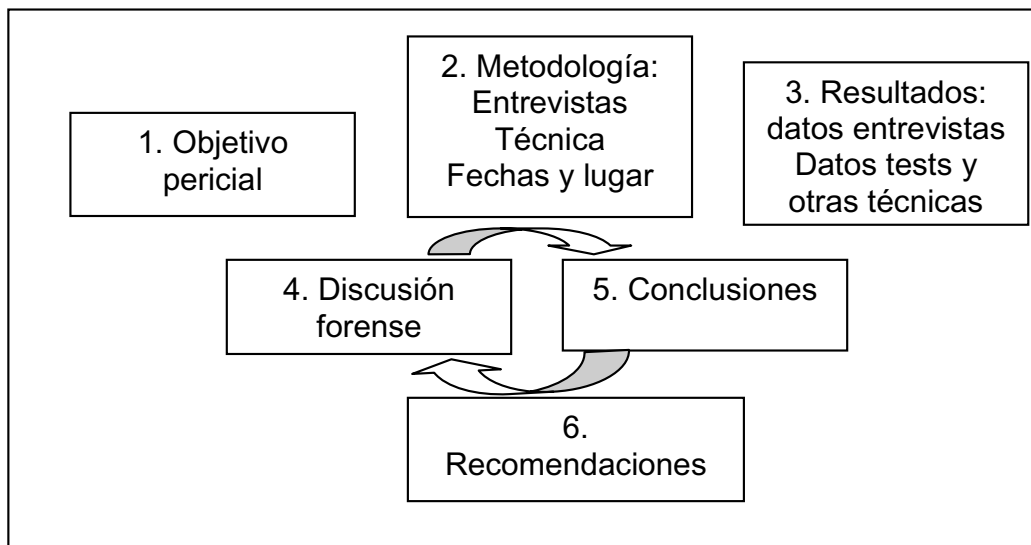 1. Objetivo
pericial
2. Metodología:
Entrevistas
Técnica
Fechas y lugar
3. Resultados:
datos entrevistas
Datos tests y
otras técnicas
4. Discusión
forense
5. Conclusiones
6.
Recomendaciones